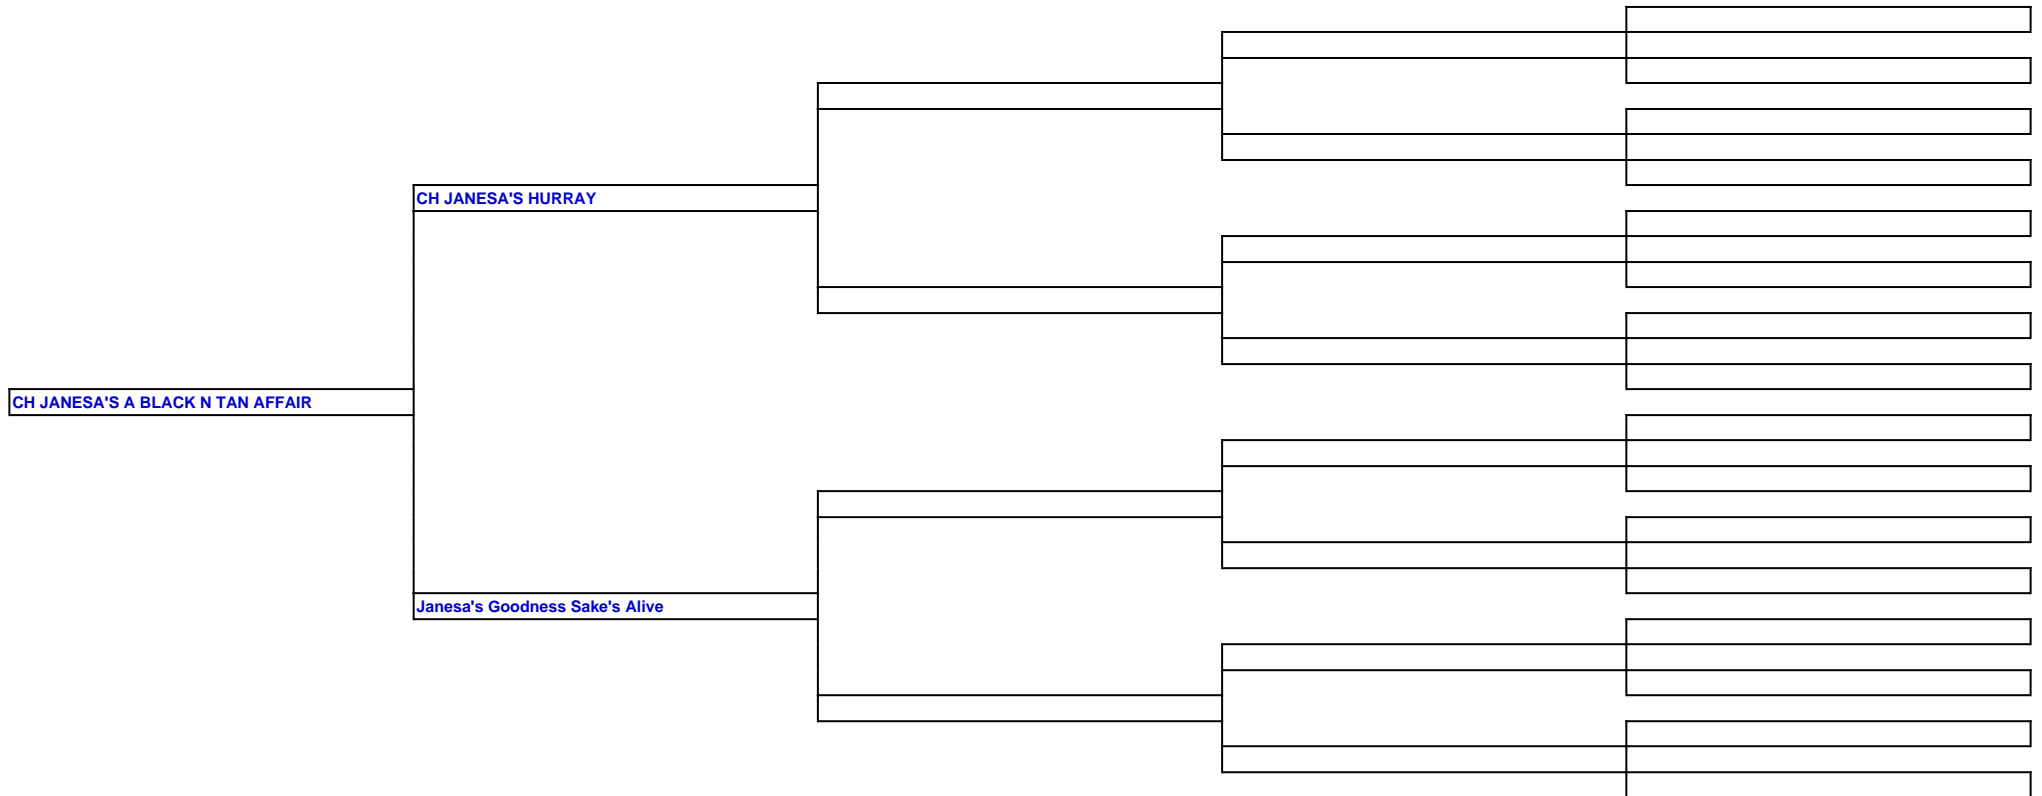 CH JANESA'S HURRAY
CH JANESA'S A BLACK N TAN AFFAIR
Janesa's Goodness Sake's Alive